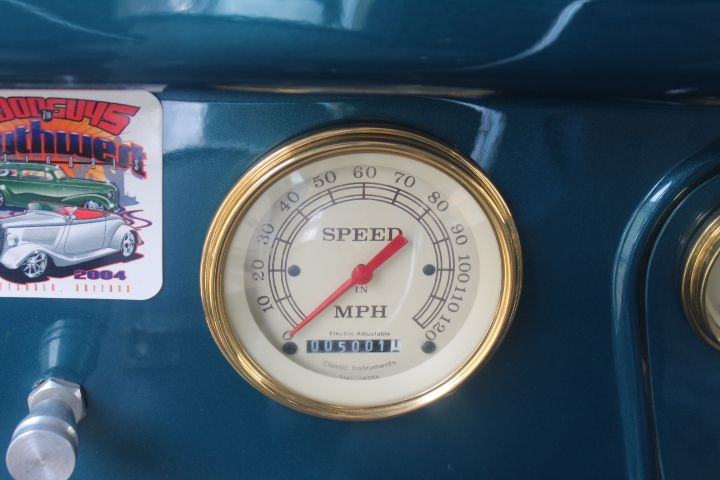 SPEED
IN
MPH
10 20 30 40 50 60 70 80 90 100 110 120
Electric Adjustable
005001
Classic Instruments
2004